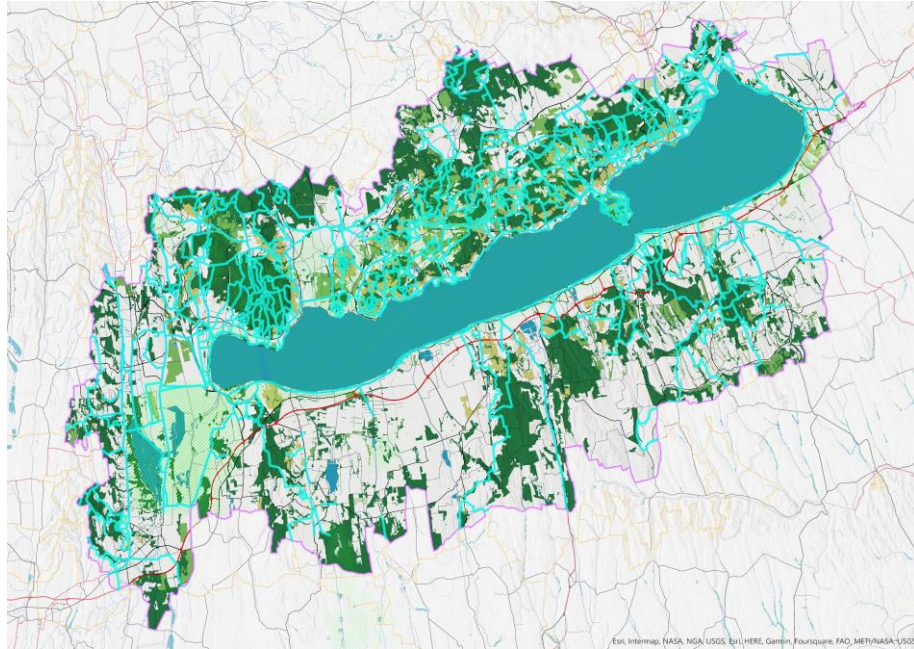 Esri, Intermap, NASA, NGA, USGS, Esri, HERE, Garmin, Foursquare, FAO, METI/NASA, USGS